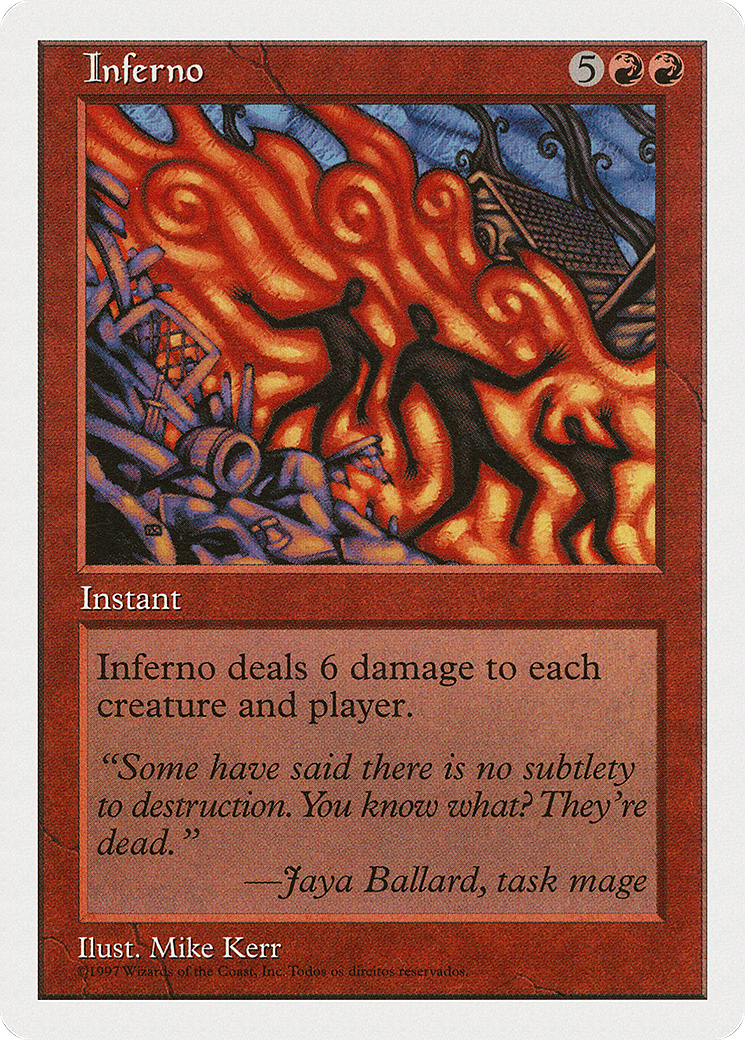 Inferno 5
Instant
Inferno deals 6 damage to each
creature and player.
“Some have said there is no subtlety
to destruction. You know what? They’re
dead.”
—Jaya Ballard, task mage
Ilust. Mike Kerr
©1997 Wizards of the Coast, Inc. Todos os direitos reservados.